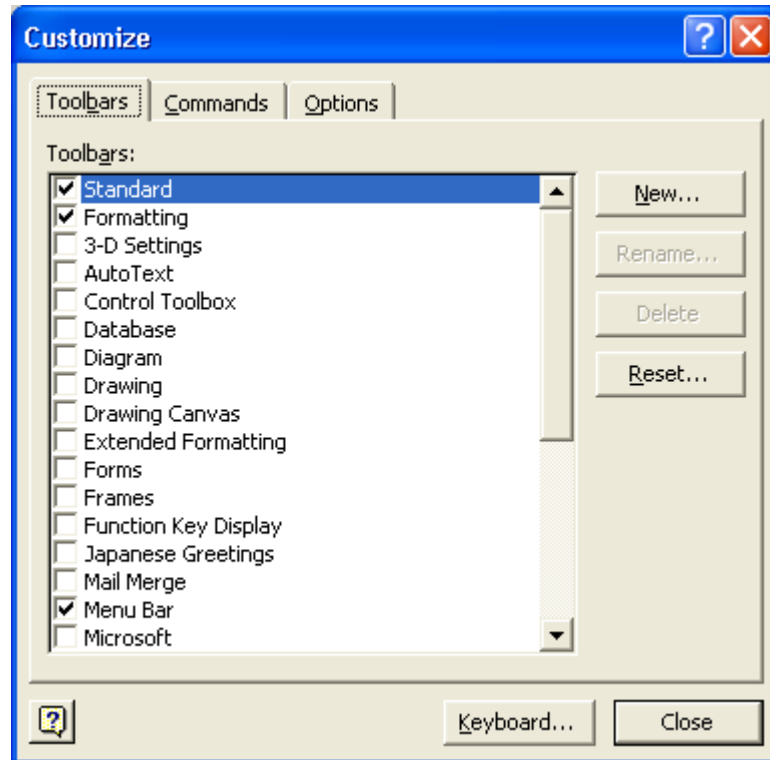 Customize
Toolbars Commands Options
Toolbars:
Standard
Formatting
3-D Settings
AutoText
Control Toolbox
Database
Diagram
Drawing
Drawing Canvas
Extended Formatting
Forms
Frames
Function Key Display
Japanese Greetings
Mail Merge
Menu Bar
Microsoft
New...
Rename...
Delete
Reset...
Keyboard... Close